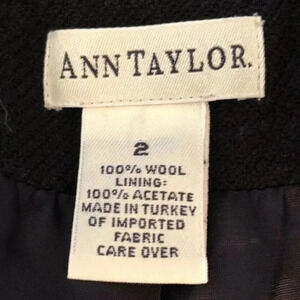 ANN TAYLOR.
2
100% WOOL
LINING:
100% ACETATE
MADE IN TURKEY
OF IMPORTED
FABRIC
CARE OVER